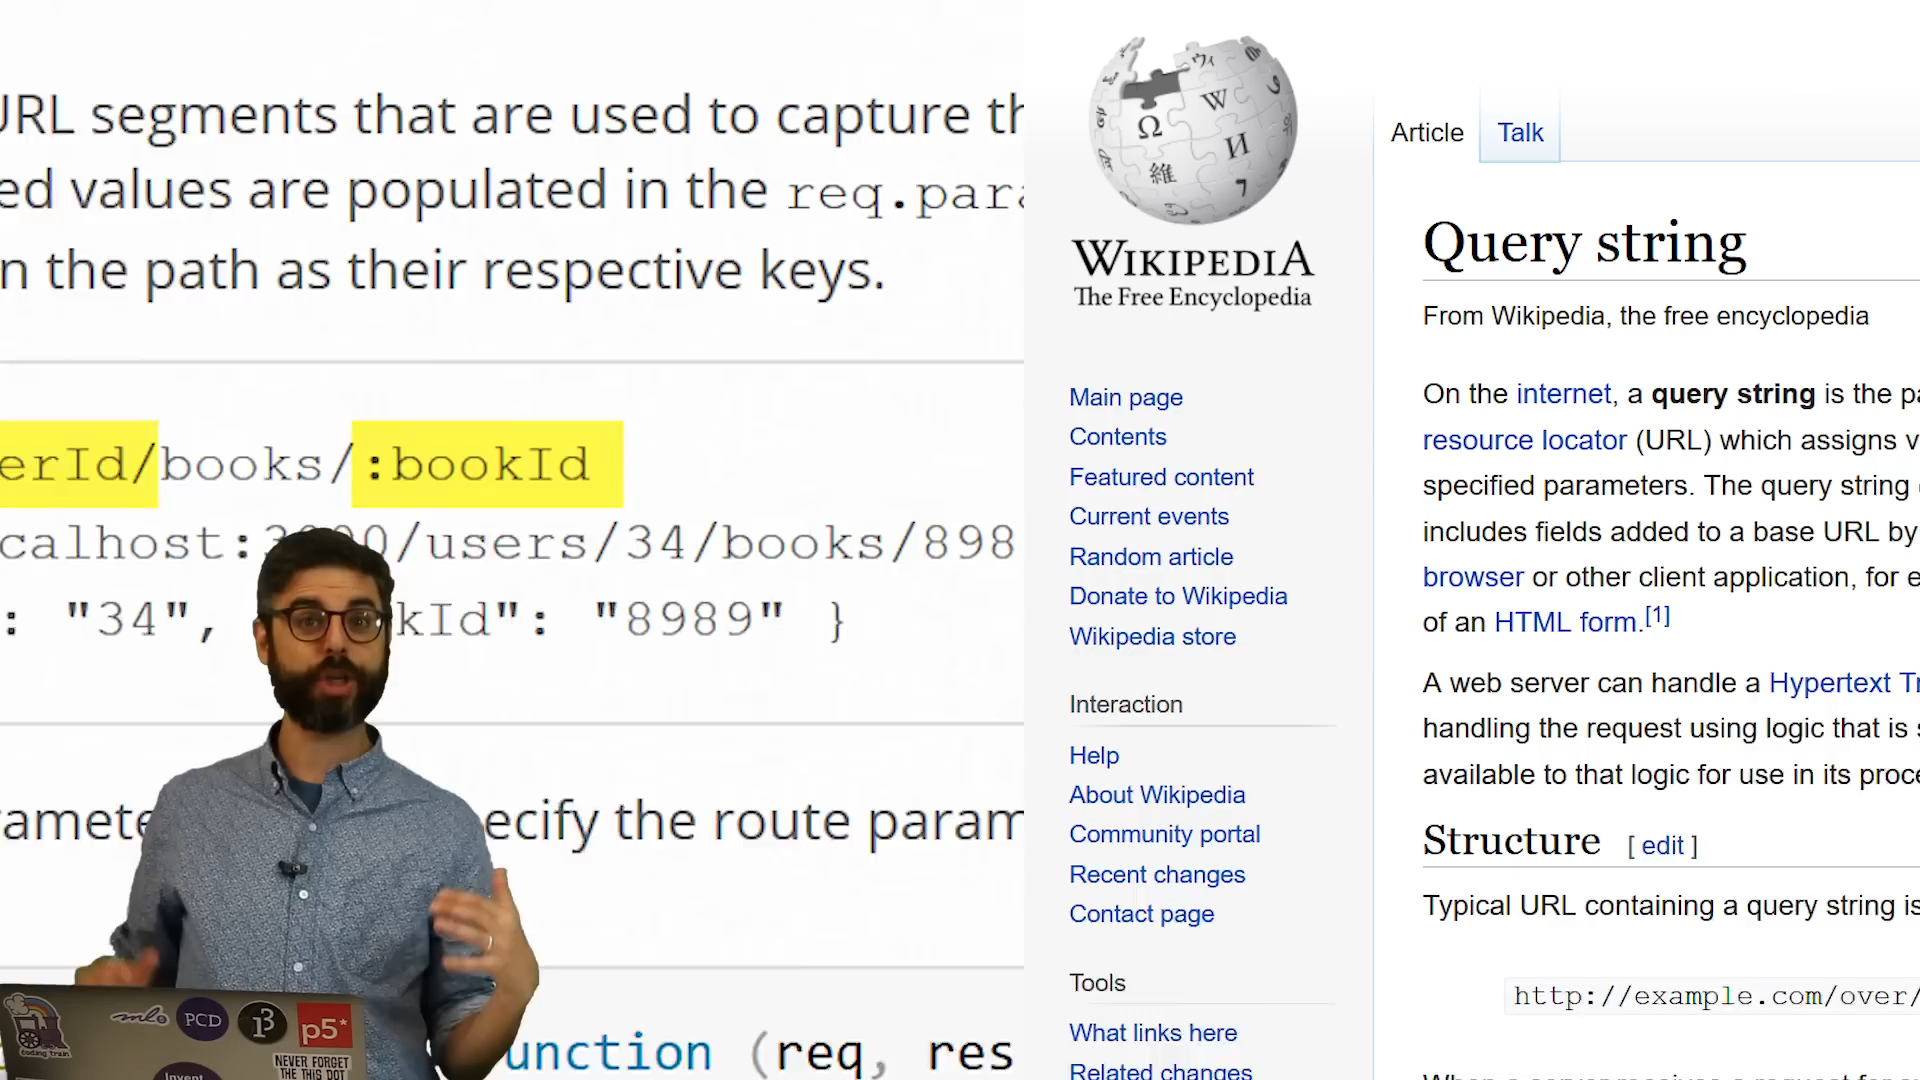 URL segments that are used to capture th
ed values are populated in the req.para
n the path as their respective keys.
erId/books/:bookId
calhost:3000/users/34/books/898
: "34", kId": "8989" }
ramete ecify the route param
unction (req, res
coding train
mlo
PCD
i3
p5*
NEVER FORGET
THE THIS DOT
Invent
WIKIPEDIA
The Free Encyclopedia
Main page
Contents
Featured content
Current events
Random article
Donate to Wikipedia
Wikipedia store
Interaction
Help
About Wikipedia
Community portal
Recent changes
Contact page
Tools
What links here
Related changes
Article Talk
Query string
From Wikipedia, the free encyclopedia
On the internet, a query string is the pa
resource locator (URL) which assigns v
specified parameters. The query string
includes fields added to a base URL by
browser or other client application, for e
of an HTML form.[1]
A web server can handle a Hypertext Tr
handling the request using logic that is s
available to that logic for use in its proce
Structure [ edit ]
Typical URL containing a query string is
http://example.com/over/